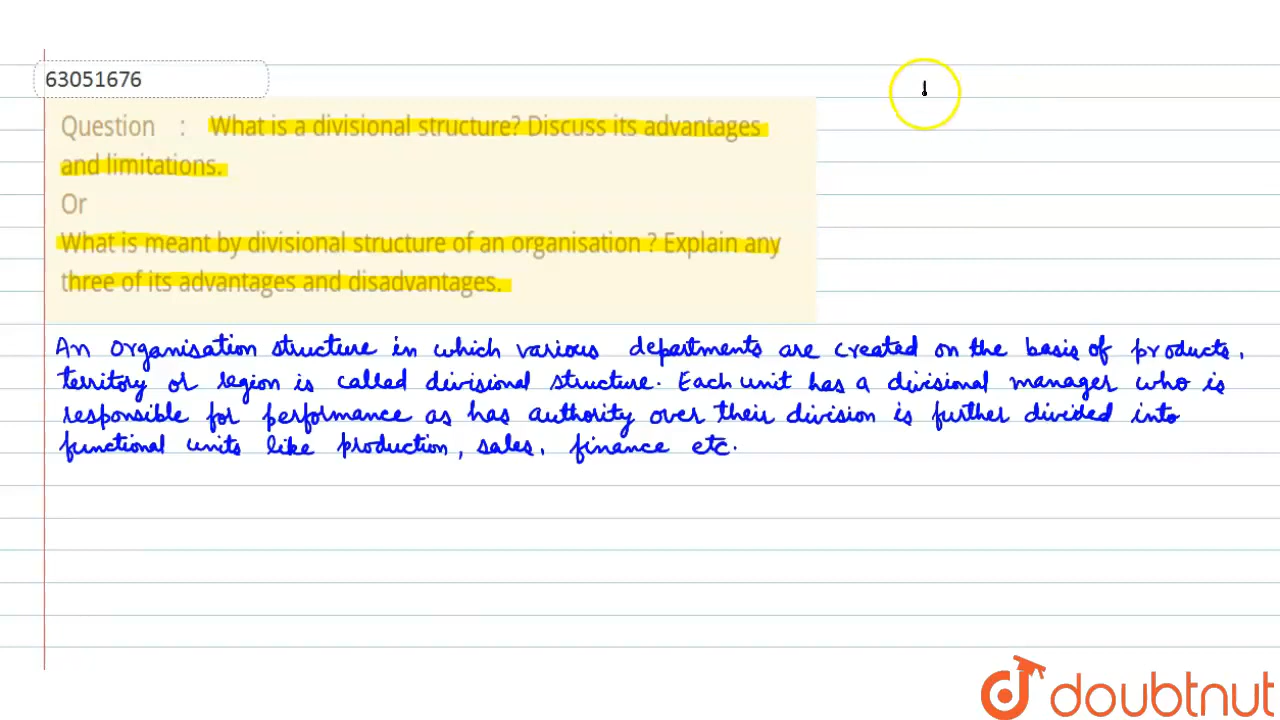 63051676
Question : What is a divisional structure? Discuss its advantages
and limitations.
Or
What is meant by divisional structure of an organisation ? Explain any
three of its advantages and disadvantages.
An organisation structure in which various departments are created on the basis of products,
territory or region is called divisional structure. Each unit has a divisional manager who is
responsible for performance as has authority over their division is further divided into
functional units like production, sales, finance etc.
doubtnut